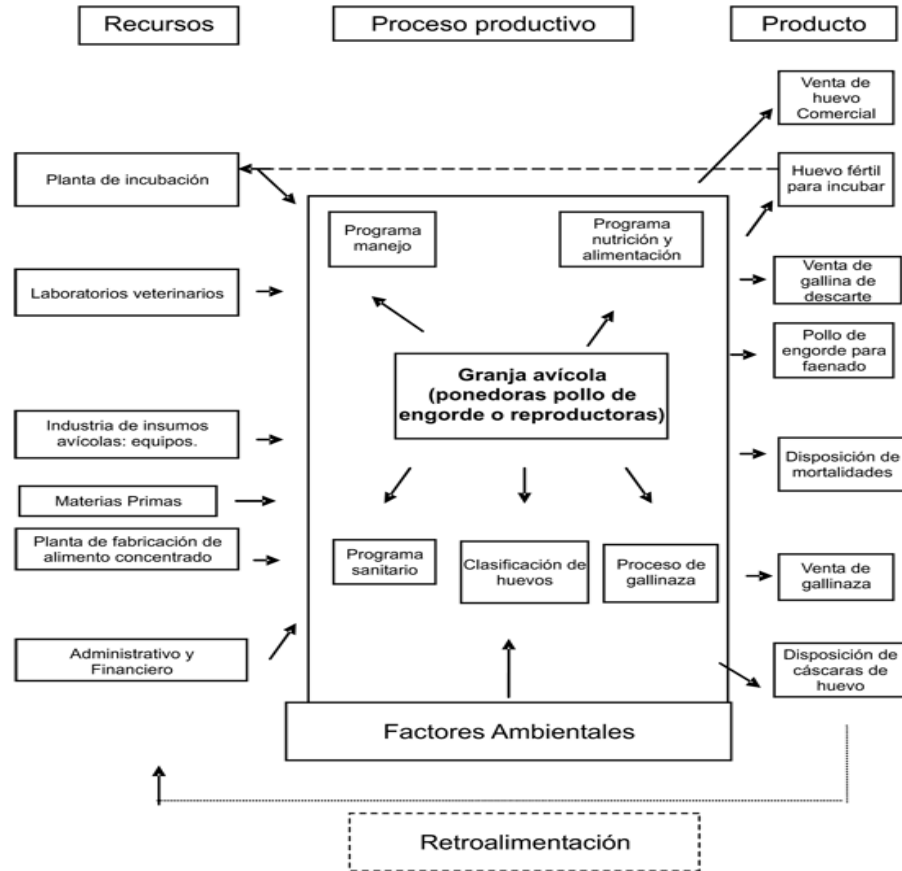 Recursos
Proceso productivo
Producto
Venta de
huevo
Comercial
Planta de incubación
Huevo fértil
para incubar
Programa
manejo
Programa
nutrición y
alimentación
Laboratorios veterinarios
Venta de
gallina de
descarte
Pollo de
engorde para
faenado
Granja avícola
(ponedoras pollo de
engorde o reproductoras)
Industria de insumos
avícolas: equipos.
Disposición de
mortalidades
Materias Primas
Planta de fabricación de
alimento concentrado
Programa
sanitario
Clasificación de
huevos
Proceso de
gallinaza
Venta de
gallinaza
Administrativo y
Financiero
Disposición de
cáscaras de
huevo
Factores Ambientales
Retroalimentación